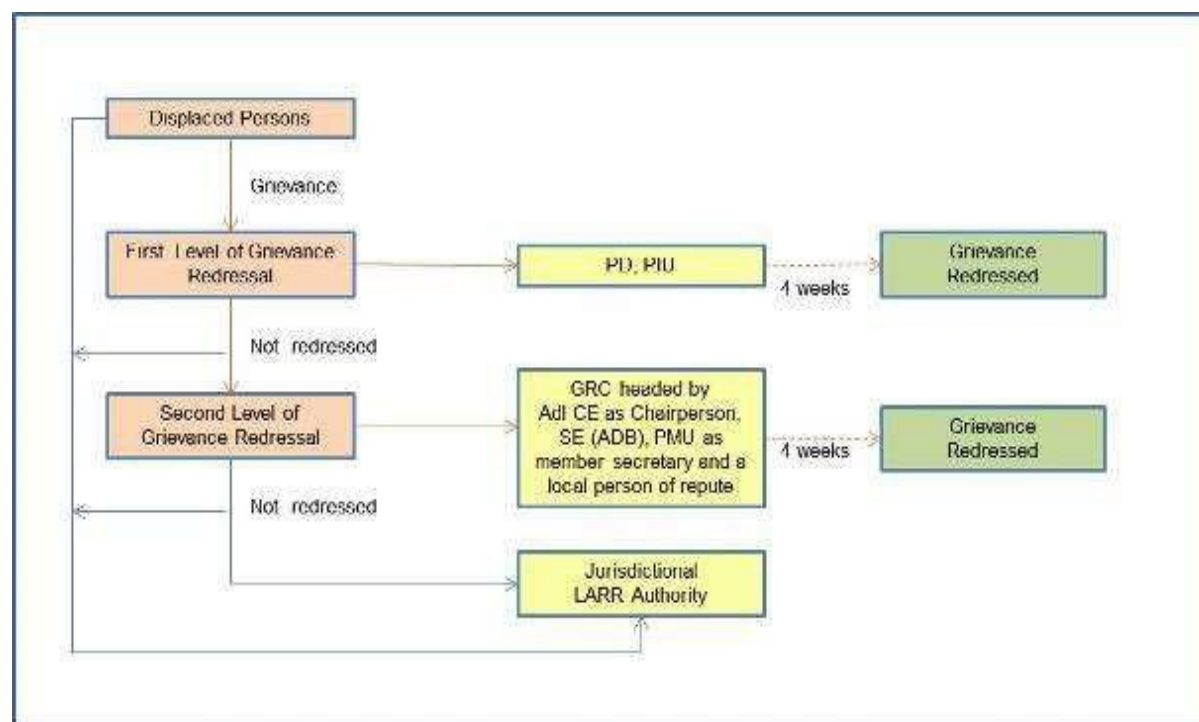 Displaced Persons
Grievance
First Level of Grievance
Redressal
PD, PIU
4 weeks
Grievance
Redressed
Not redressed
Second Level of
Grievance Redressal
GRC headed by
Adl CE as Chairperson,
SE (ADB), PMU as
member secretary and a
local person of repute
4 weeks
Grievance
Redressed
Not redressed
Jurisdictional
LARR Authority